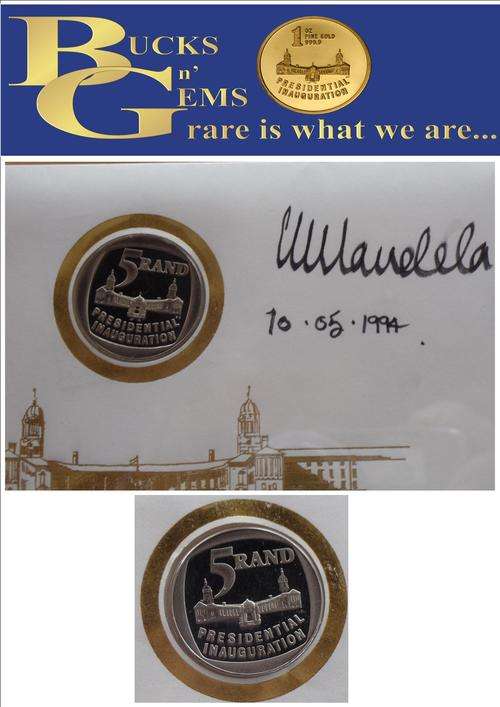 BUCKS
n'
GEMS
rare is what we are...
1 OZ
FINE GOLD
999.9
PRESIDENTIAL
INAUGURATION
5 RAND
PRESIDENTIAL
INAUGURATION
Mandela
10.05.1994
5 RAND
PRESIDENTIAL
INAUGURATION